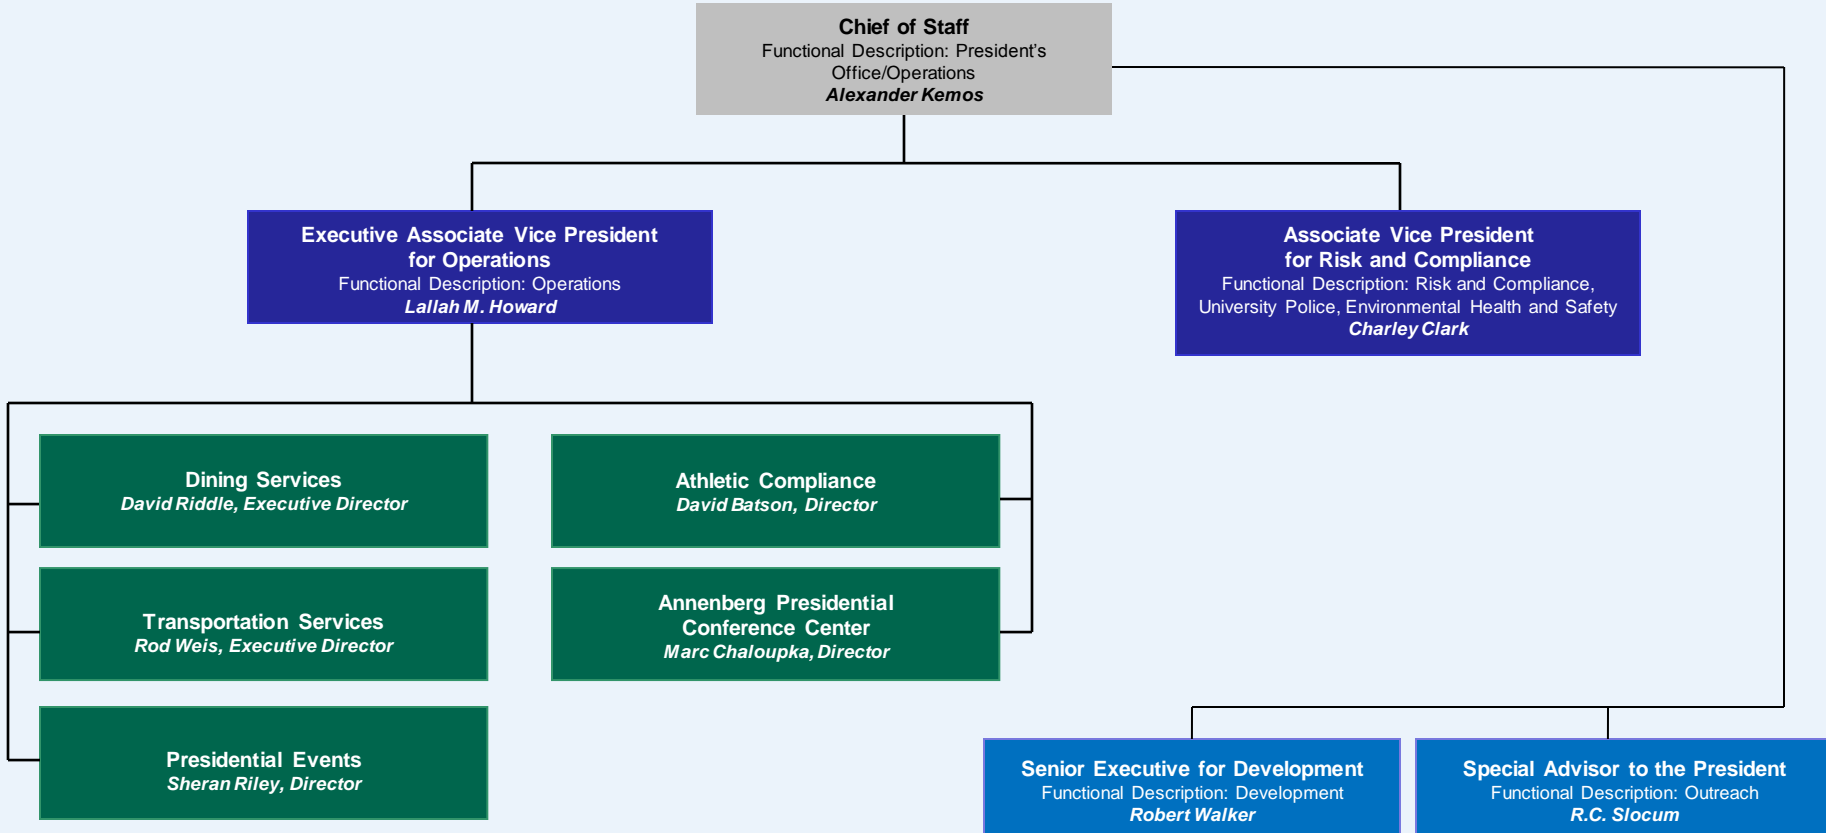 Chief of Staff
Functional Description: President's
Office/Operations
Alexander Kemos
Executive Associate Vice President
for Operations
Functional Description: Operations
Lallah M. Howard
Associate Vice President
for Risk and Compliance
Functional Description: Risk and Compliance,
University Police, Environmental Health and Safety
Charley Clark
Dining Services
David Riddle, Executive Director
Athletic Compliance
David Batson, Director
Transportation Services
Rod Weis, Executive Director
Annenberg Presidential
Conference Center
Marc Chaloupka, Director
Presidential Events
Sheran Riley, Director
Senior Executive for Development
Functional Description: Development
Robert Walker
Special Advisor to the President
Functional Description: Outreach
R.C. Slocum